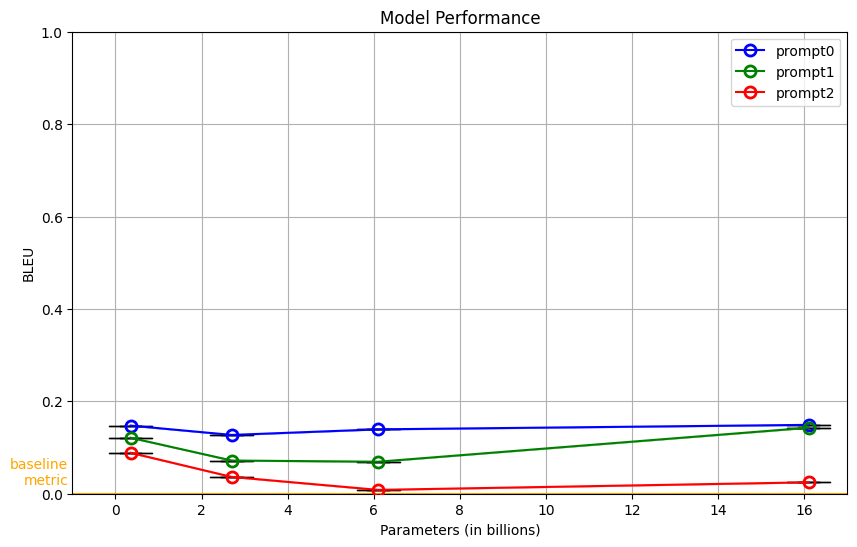 Model Performance
1.0
0.8
0.6
0.4
0.2
0.0
BLEU
baseline
metric
prompt0
prompt1
prompt2
0 2 4 6 8 10 12 14 16
Parameters (in billions)